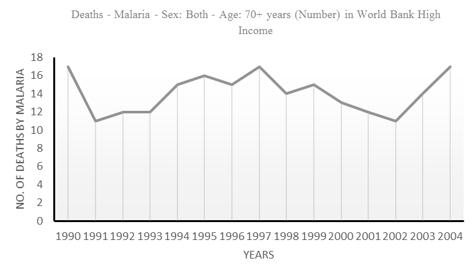 Deaths - Malaria - Sex: Both - Age: 70+ years (Number) in World Bank High
Income
18
16
14
12
10
8
6
4
2
0
NO. OF DEATHS BY MALARIA
1990 1991 1992 1993 1994 1995 1996 1997 1998 1999 2000 2001 2002 2003 2004
YEARS